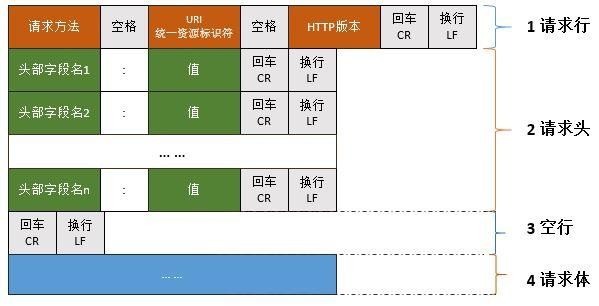 请求方法 空格 URI 统一资源标识符 空格 HTTP版本 回车 CR 换行 LF 1 请求行
头部字段名1 : 值 回车 CR 换行 LF
头部字段名2 : 值 回车 CR 换行 LF
2 请求头
... ...
头部字段名n : 值 回车 CR 换行 LF
回车 CR 换行 LF 3 空行
... ... 4 请求体